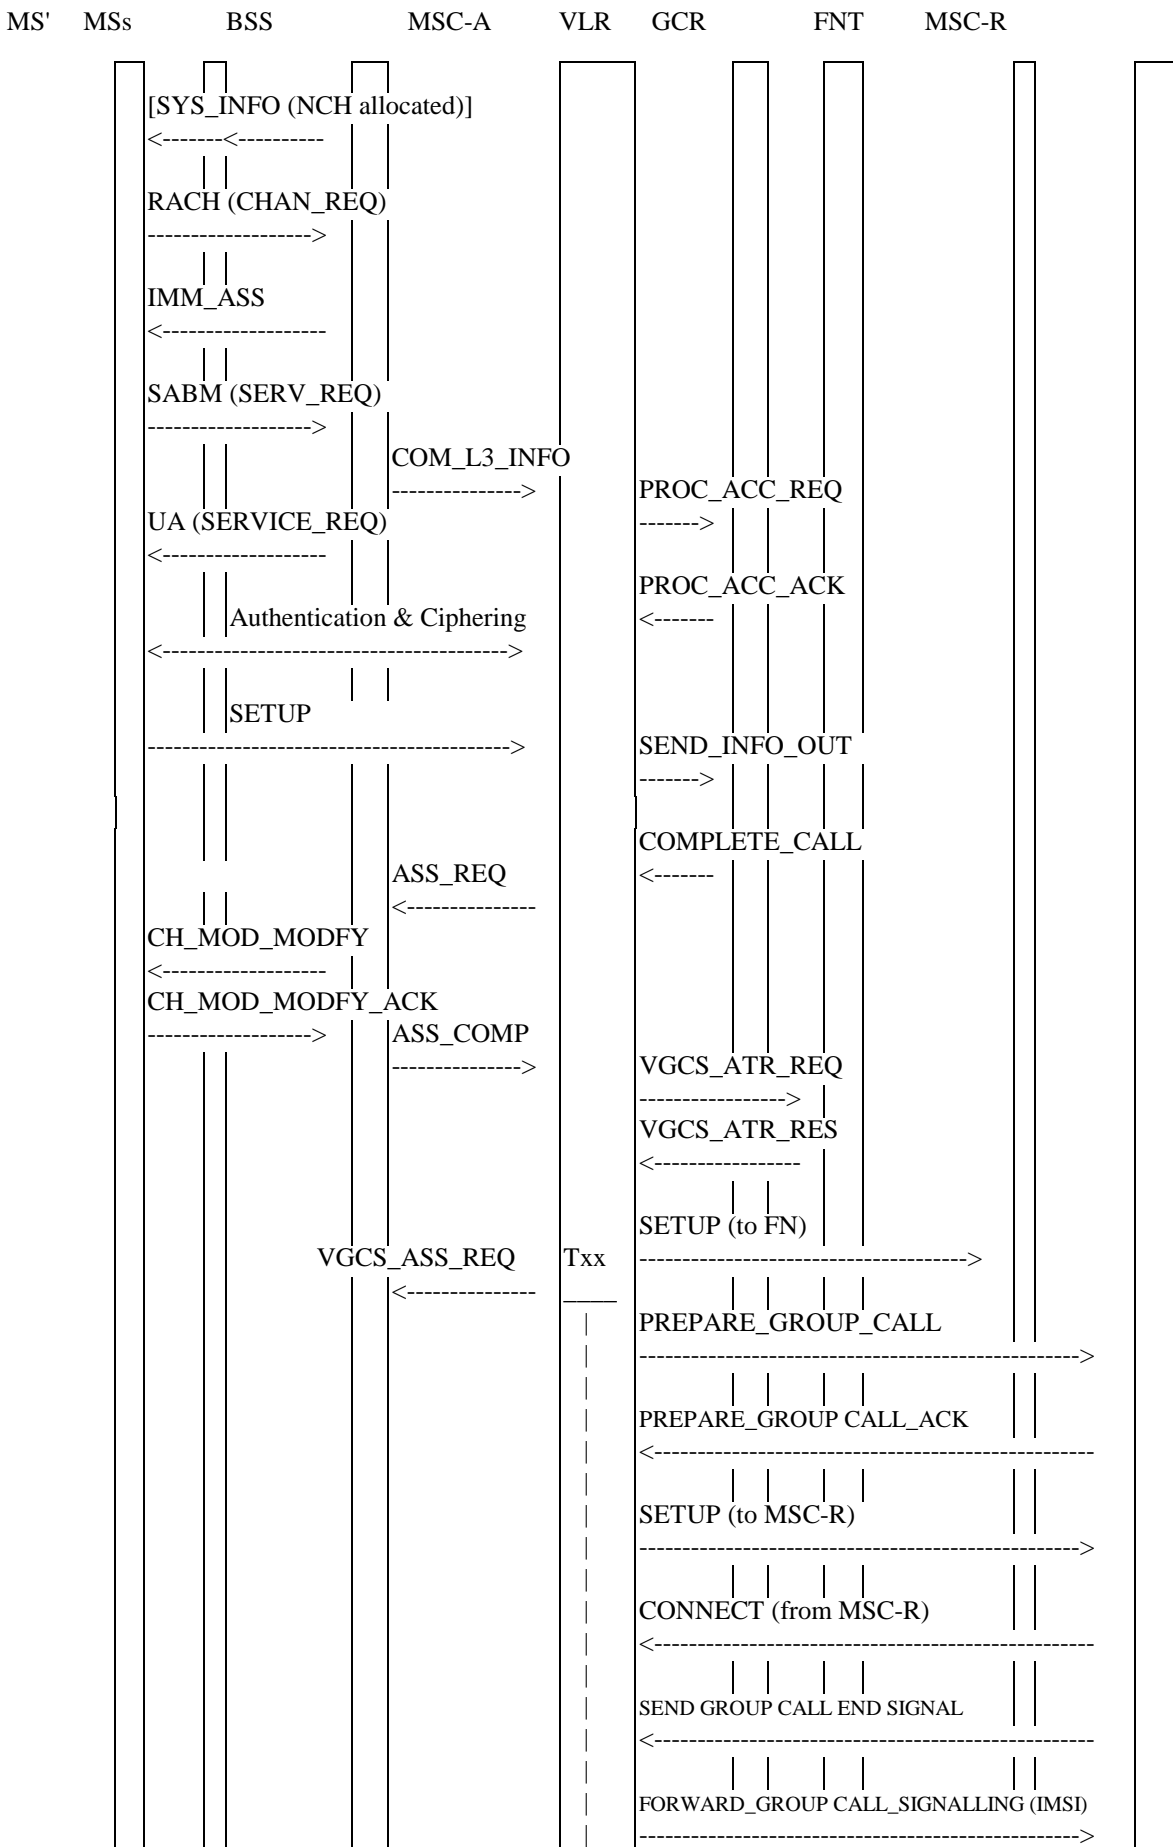 MS' MSs BSS MSC-A VLR GCR FNT MSC-R
[SYS_INFO (NCH allocated)]
<-------<----------
RACH (CHAN_REQ)
------------------->
IMM_ASS
<-------------------
SABM (SERV_REQ)
------------------->
COM_L3_INFO
---------------> PROC_ACC_REQ
UA (SERVICE_REQ) ------->
<-------------------
PROC_ACC_ACK
Authentication & Ciphering <-------
<------------------------------------------->
SETUP
------------------------------------------> SEND_INFO_OUT
------->
COMPLETE_CALL
ASS_REQ <-------
<---------------
CH_MOD_MODFY
<-------------------
CH_MOD_MODFY_ACK
-------------------> ASS_COMP
---------------> VGCS_ATR_REQ
----------------->
VGCS_ATR_RES
<-----------------
SETUP (to FN)
VGCS_ASS_REQ Txx -------------------------------------->
<--------------- ____
| PREPARE_GROUP_CALL
| --------------------------------------------------->
|
| PREPARE_GROUP CALL_ACK
| <---------------------------------------------------
|
| SETUP (to MSC-R)
| --------------------------------------------------->
|
| CONNECT (from MSC-R)
| <---------------------------------------------------
|
| SEND GROUP CALL END SIGNAL
| <---------------------------------------------------
|
| FORWARD_GROUP CALL_SIGNALLING (IMSI)
| --------------------------------------------------->